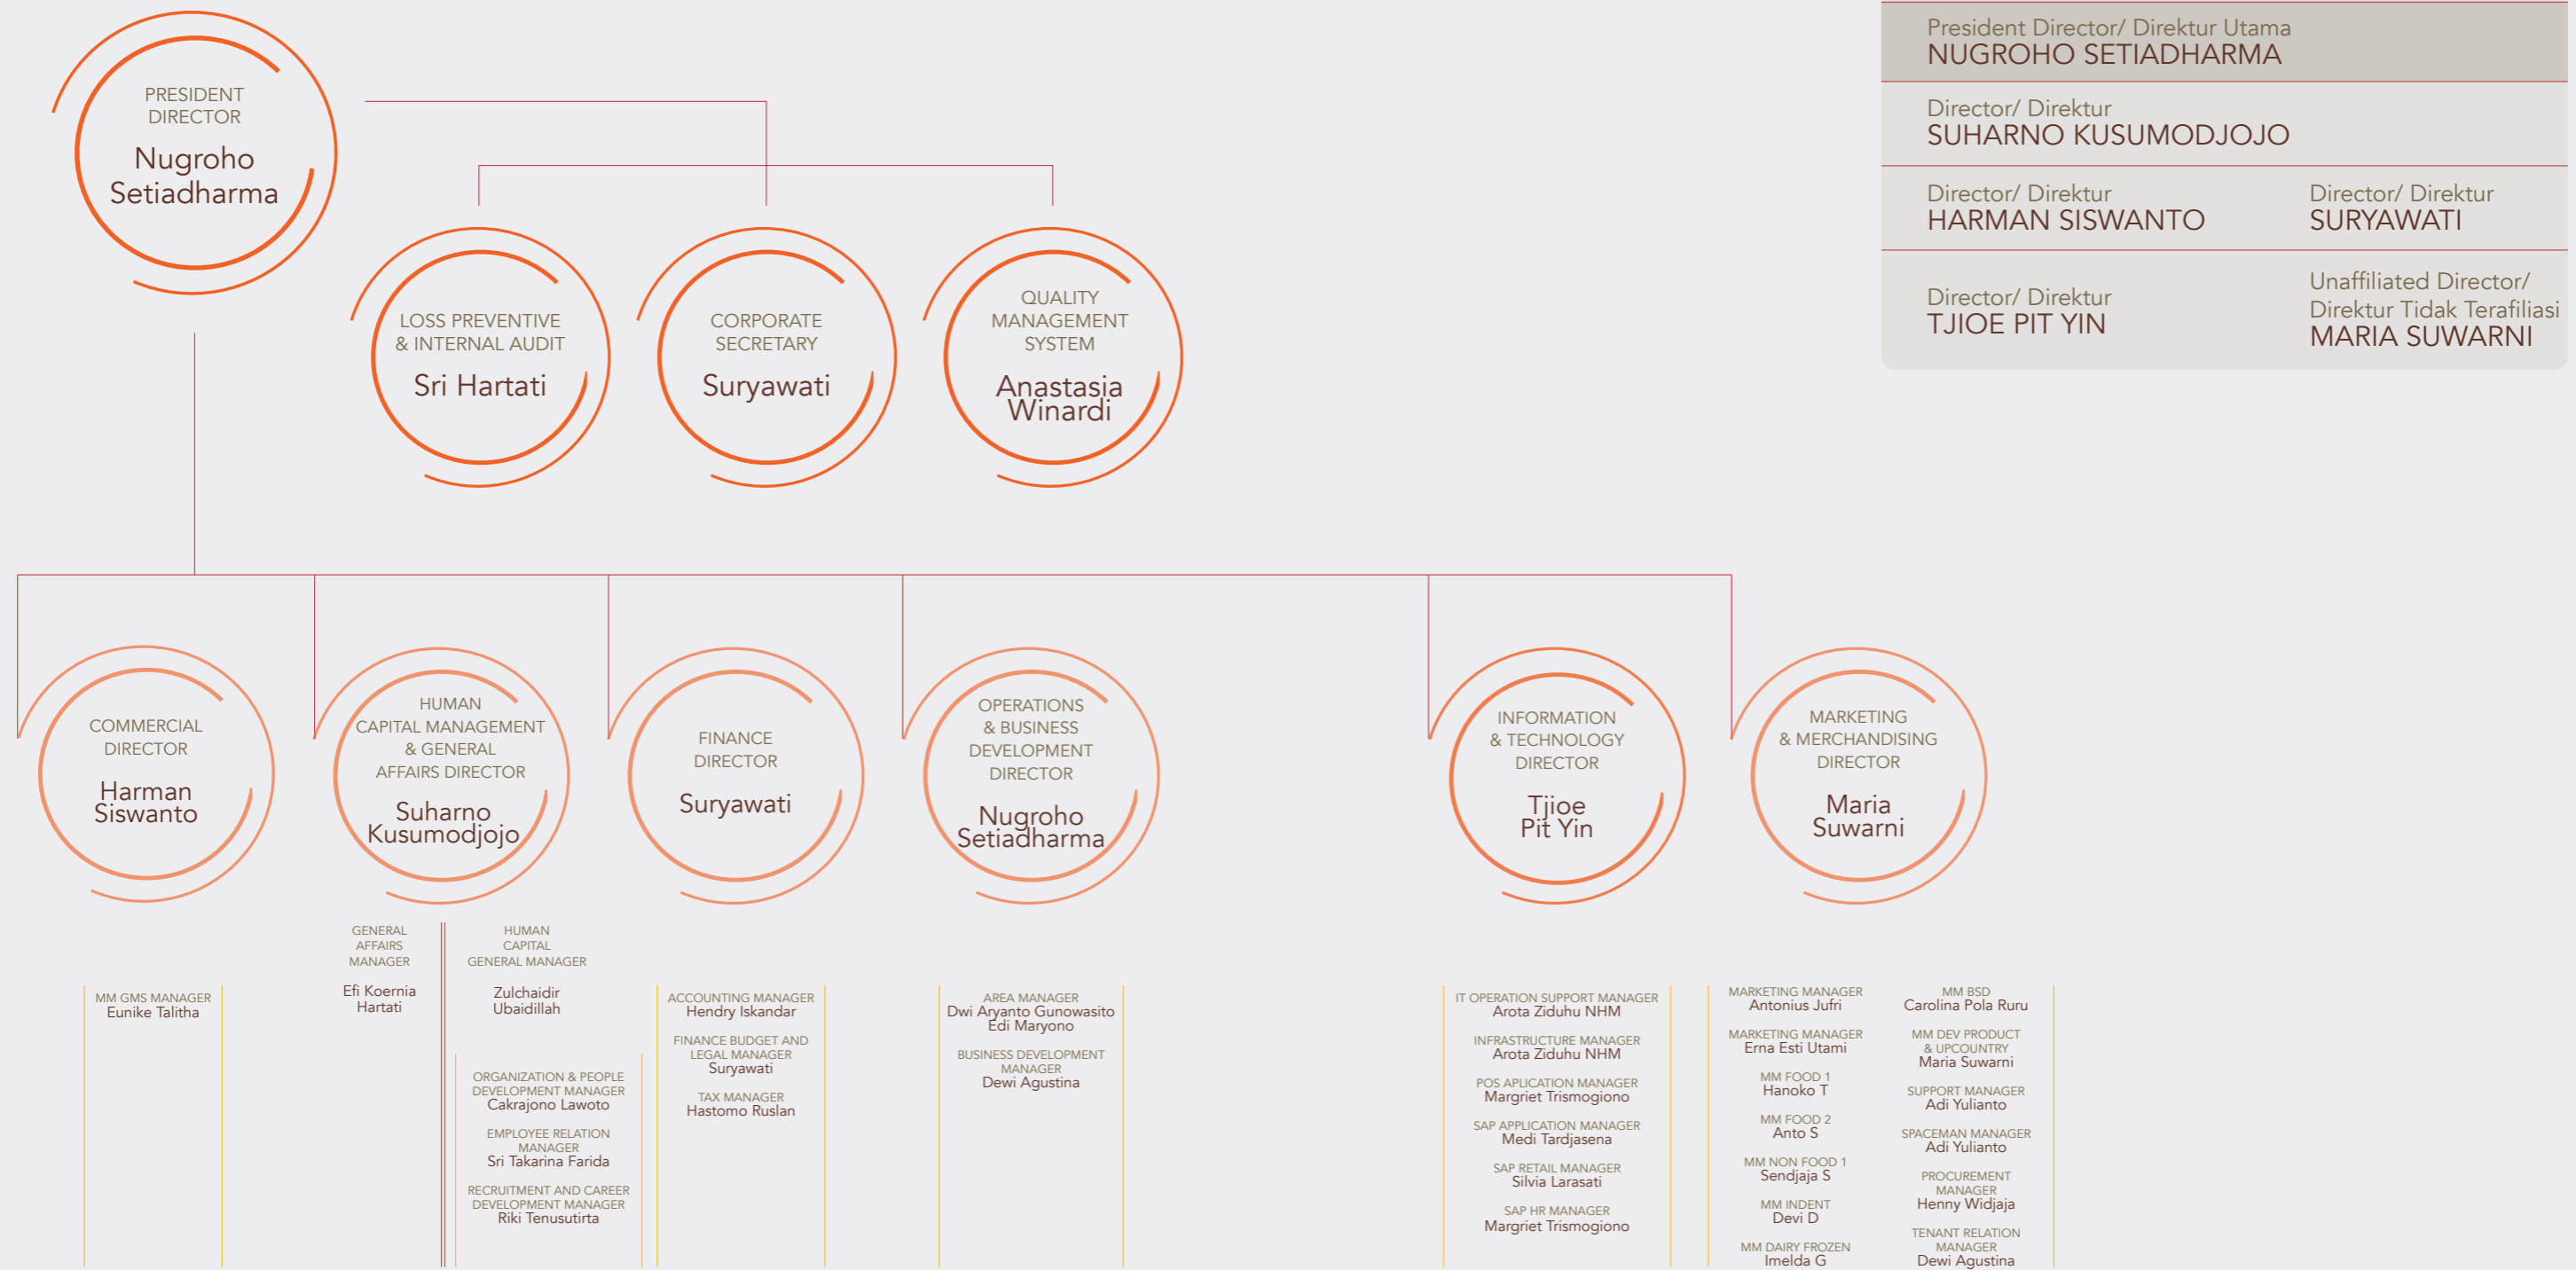 PRESIDENT
DIRECTOR
Nugroho
Setiadharma
President Director/ Direktur Utama
NUGROHO SETIADHARMA
Director/ Direktur
SUHARNO KUSUMODJOJO
Director/ Direktur
HARMAN SISWANTO
Director/ Direktur
SURYAWATI
Director/ Direktur
TJIOE PIT YIN
Unaffiliated Director/
Direktur Tidak Terafiliasi
MARIA SUWARNI
LOSS PREVENTIVE
& INTERNAL AUDIT
Sri Hartati
CORPORATE
SECRETARY
Suryawati
QUALITY
MANAGEMENT
SYSTEM
Anastasia
Winardi
COMMERCIAL
DIRECTOR
Harman
Siswanto
HUMAN
CAPITAL MANAGEMENT
& GENERAL
AFFAIRS DIRECTOR
Suharno
Kusumodjojo
FINANCE
DIRECTOR
Suryawati
OPERATIONS
& BUSINESS
DEVELOPMENT
DIRECTOR
Nugroho
Setiadharma
INFORMATION
& TECHNOLOGY
DIRECTOR
Tjioe
Pit Yin
MARKETING
& MERCHANDISING
DIRECTOR
Maria
Suwarni
MM GMS MANAGER
Eunike Talitha
GENERAL
AFFAIRS
MANAGER
Efi Koernia
Hartati
HUMAN
CAPITAL
GENERAL MANAGER
Zulchaidir
Ubaidillah
ORGANIZATION & PEOPLE
DEVELOPMENT MANAGER
Cakrajono Lawoto
EMPLOYEE RELATION
MANAGER
Sri Takarina Farida
RECRUITMENT AND CAREER
DEVELOPMENT MANAGER
Riki Tenusutirta
ACCOUNTING MANAGER
Hendry Iskandar
FINANCE BUDGET AND
LEGAL MANAGER
Suryawati
TAX MANAGER
Hastomo Ruslan
AREA MANAGER
Dwi Aryanto Gunowasito
Edi Maryono
BUSINESS DEVELOPMENT
MANAGER
Dewi Agustina
IT OPERATION SUPPORT MANAGER
Arota Ziduhu NHM
INFRASTRUCTURE MANAGER
Arota Ziduhu NHM
POS APLICATION MANAGER
Margriet Trismogiono
SAP APPLICATION MANAGER
Medi Tardjasena
SAP RETAIL MANAGER
Silvia Larasati
SAP HR MANAGER
Margriet Trismogiono
MARKETING MANAGER
Antonius Jufri
MARKETING MANAGER
Erna Esti Utami
MM FOOD 1
Hanoko T
MM FOOD 2
Anto S
MM NON FOOD 1
Sendjaja S
MM INDENT
Devi D
MM DAIRY FROZEN
Imelda G
MM BSD
Carolina Pola Ruru
MM DEV PRODUCT
& UPCOUNTRY
Maria Suwarni
SUPPORT MANAGER
Adi Yulianto
SPACEMAN MANAGER
Adi Yulianto
PROCUREMENT
MANAGER
Henny Widjaja
TENANT RELATION
MANAGER
Dewi Agustina